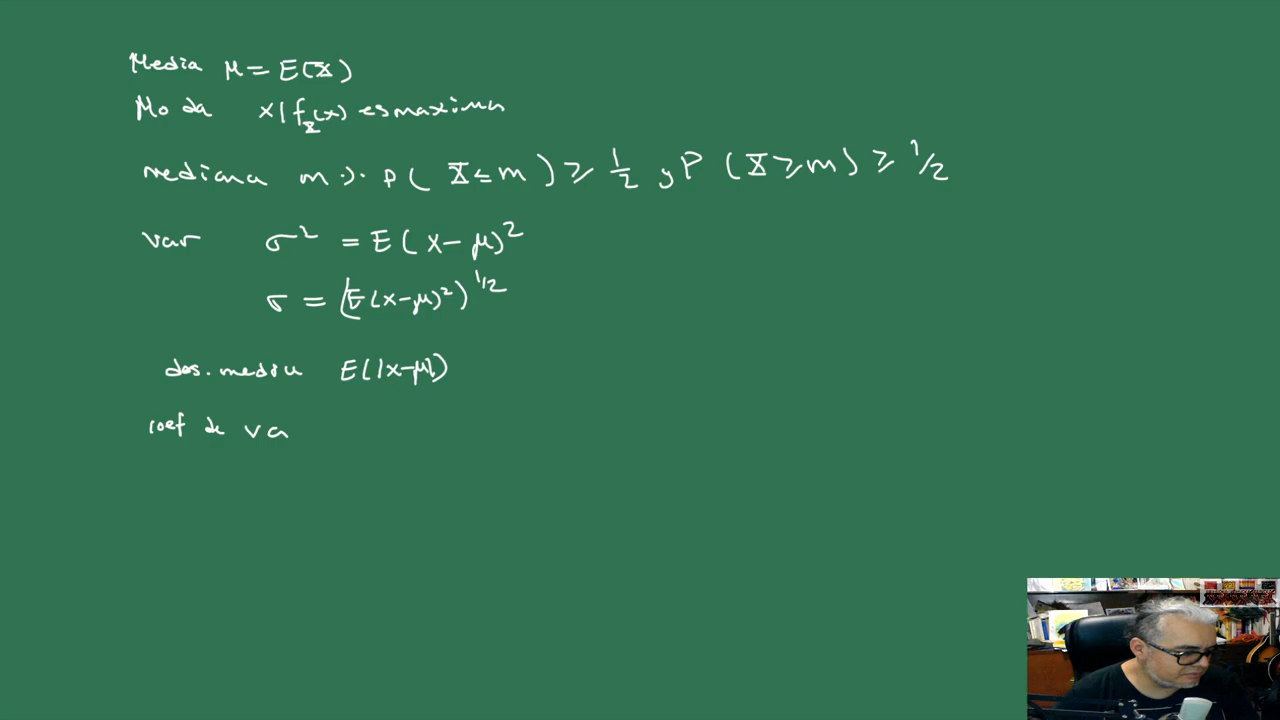 Media μ = E(X)
Moda x | f_X(x) es maxima
mediana m ·)· P( X ≤ m ) ≥ 1/2 y P ( X ≥ m ) ≥ 1/2
var σ² = E ( x - μ)²
σ = (E(x-μ)²)^1/2
des. media E(|x-μ|)
coef de va